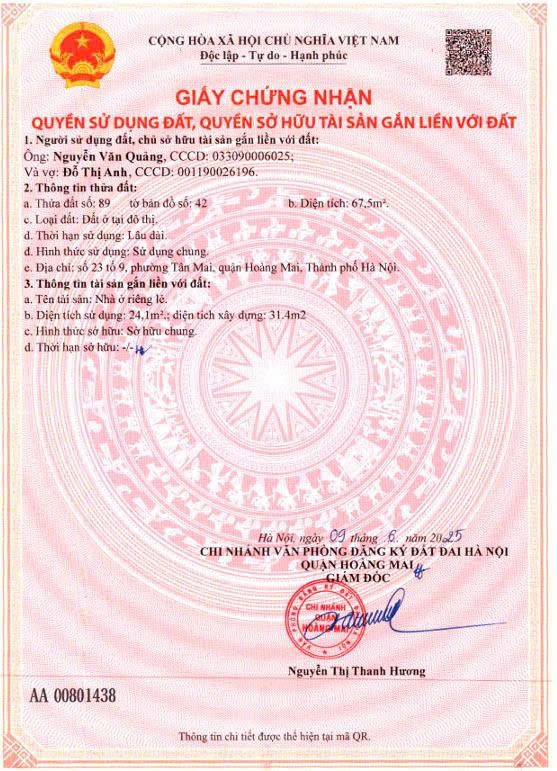 CỘNG HÒA XÃ HỘI CHỦ NGHĨA VIỆT NAM
Độc lập - Tự do - Hạnh phúc
GIẤY CHỨNG NHẬN
QUYỀN SỬ DỤNG ĐẤT, QUYỀN SỞ HỮU TÀI SẢN GẮN LIỀN VỚI ĐẤT
1. Người sử dụng đất, chủ sở hữu tài sản gắn liền với đất:
Ông: Nguyễn Văn Quảng, CCCD: 033090006025;
Và vợ: Đỗ Thị Anh, CCCD: 001190026196.
2. Thông tin thửa đất:
a. Thửa đất số: 89 tờ bản đồ số: 42 b. Diện tích: 67,5m².
c. Loại đất: Đất ở tại đô thị.
d. Thời hạn sử dụng: Lâu dài.
đ. Hình thức sử dụng: Sử dụng chung.
e. Địa chỉ: số 23 tổ 9, phường Tân Mai, quận Hoàng Mai, Thành phố Hà Nội.
3. Thông tin tài sản gắn liền với đất:
a. Tên tài sản: Nhà ở riêng lẻ.
b. Diện tích sử dụng: 24,1m².; diện tích xây dựng: 31.4m2
c. Hình thức sở hữu: Sở hữu chung.
d. Thời hạn sở hữu: -/-
Hà Nội, ngày 09 tháng 6 năm 2025
CHI NHÁNH VĂN PHÒNG ĐĂNG KÝ ĐẤT ĐAI HÀ NỘI
QUẬN HOÀNG MAI
GIÁM ĐỐC
VĂN PHÒNG ĐĂNG KÝ ĐẤT ĐAI HÀ NỘI
CHI NHÁNH
QUẬN
HOÀNG MAI
Nguyễn Thị Thanh Hương
AA 00801438
Thông tin chi tiết được thể hiện tại mã QR.